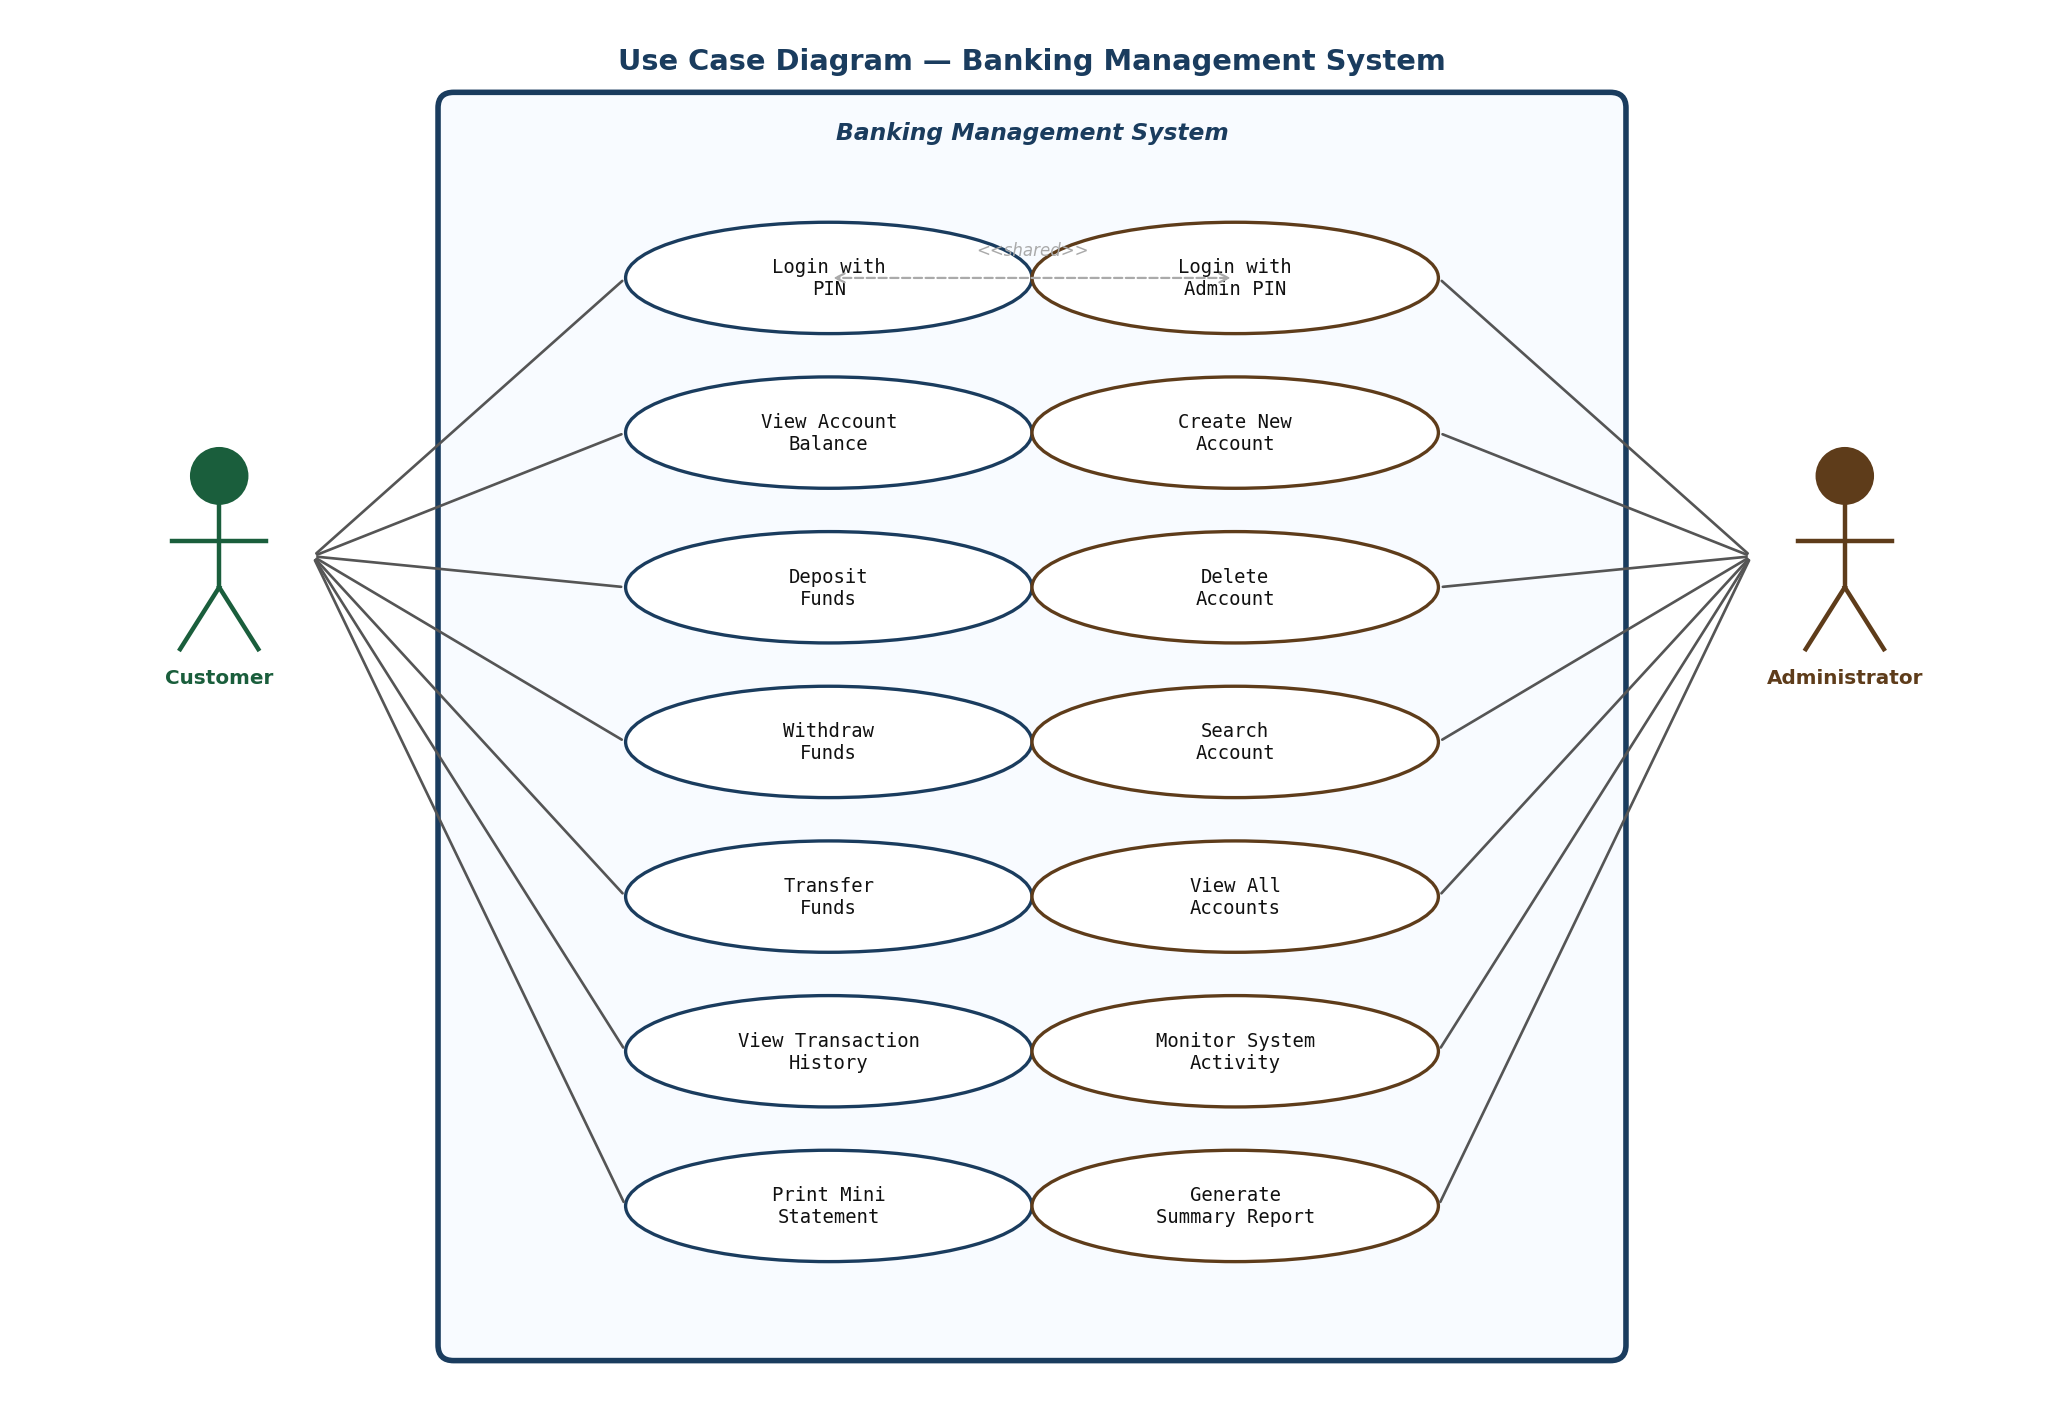 Use Case Diagram — Banking Management System
Banking Management System
<<shared>>
Login with
PIN
Login with
Admin PIN
View Account
Balance
Create New
Account
Deposit
Funds
Delete
Account
Customer
Administrator
Withdraw
Funds
Search
Account
Transfer
Funds
View All
Accounts
View Transaction
History
Monitor System
Activity
Print Mini
Statement
Generate
Summary Report